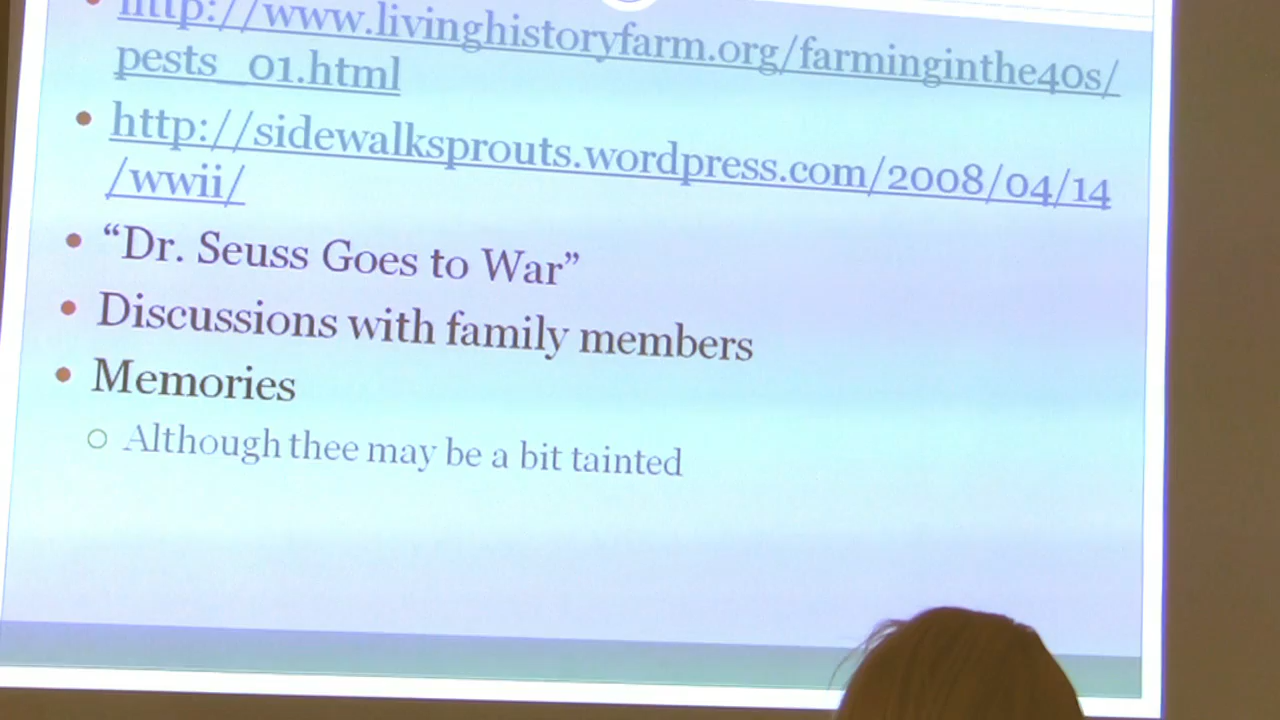 http://www.livinghistoryfarm.org/farminginthe40s/
pests_01.html
http://sidewalksprouts.wordpress.com/2008/04/14
/wwii/
“Dr. Seuss Goes to War”
Discussions with family members
Memories
Although thee may be a bit tainted